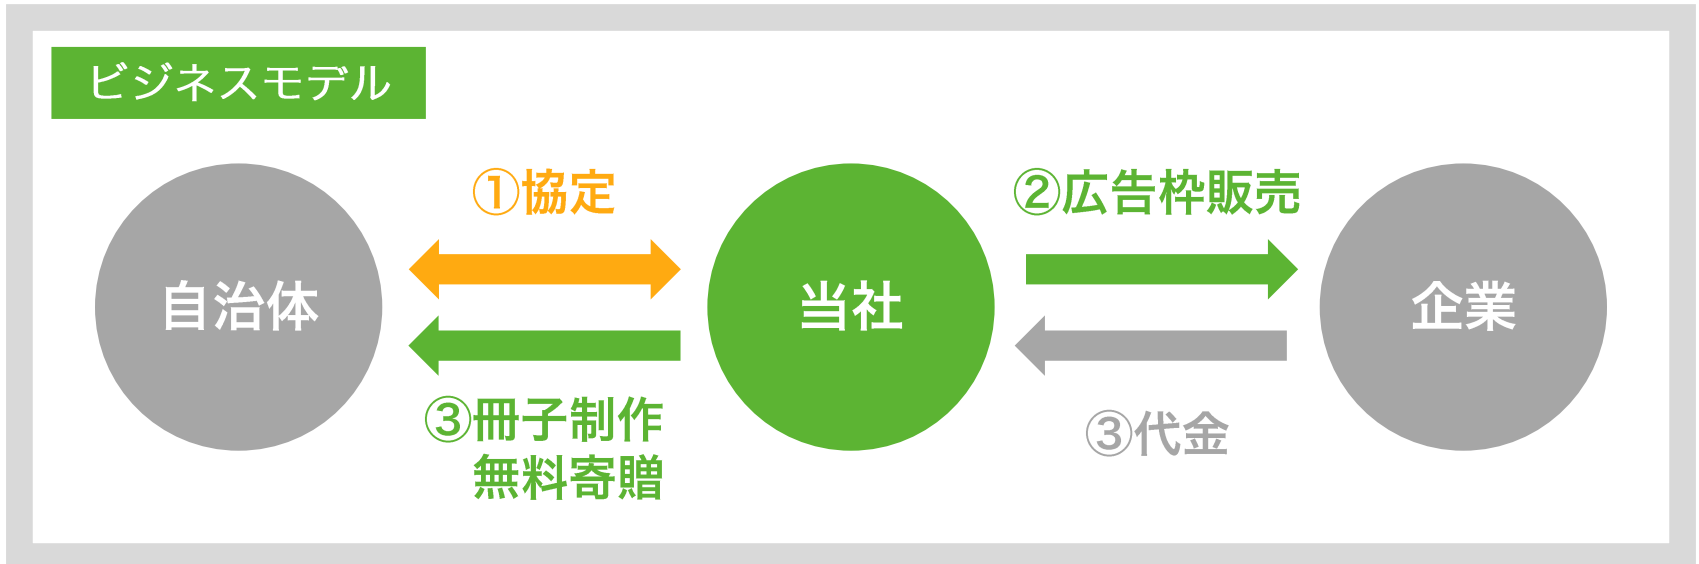 ビジネスモデル
①協定
②広告枠販売
自治体
当社
企業
③冊子制作
無料寄贈
③代金